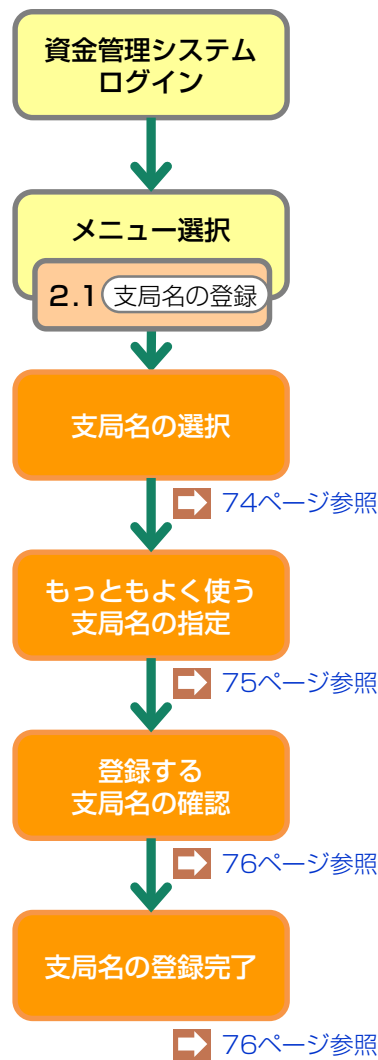 資金管理システム
ログイン
メニュー選択
2.1 支局名の登録
支局名の選択
74ページ参照
もっともよく使う
支局名の指定
75ページ参照
登録する
支局名の確認
76ページ参照
支局名の登録完了
76ページ参照